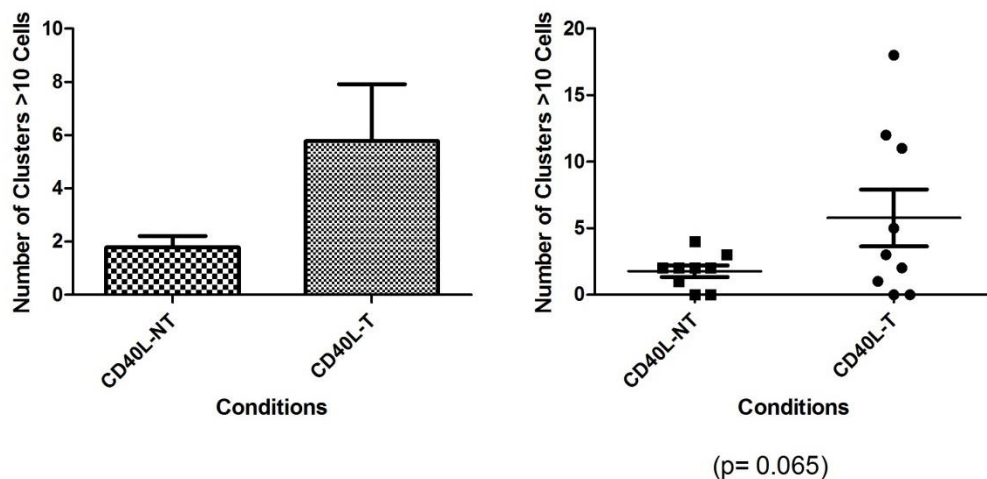 Number of Clusters >10 Cells
10
8
6
4
2
0
CD40L-NT
CD40L-T
Conditions
Number of Clusters >10 Cells
20
15
10
5
0
CD40L-NT
CD40L-T
Conditions
(p= 0.065)